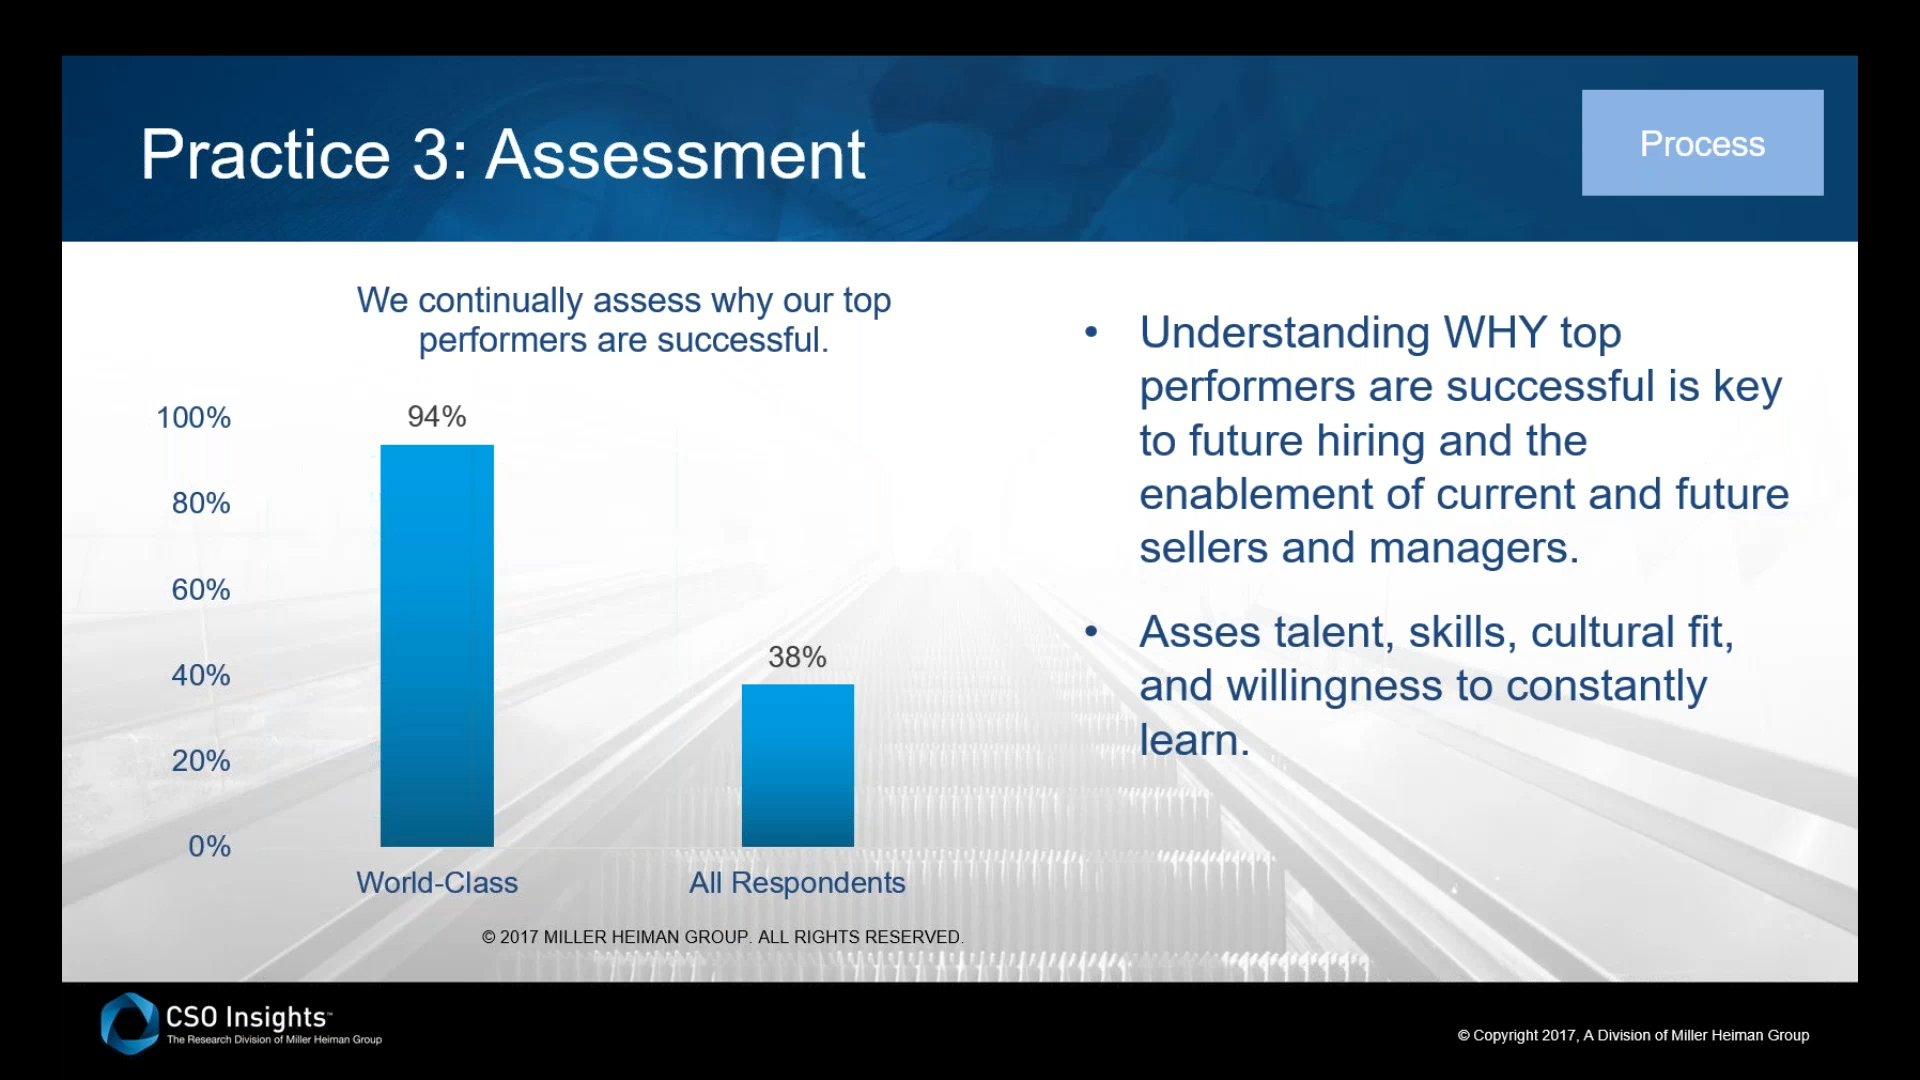 Practice 3: Assessment
Process
We continually assess why our top
performers are successful.
100%
80%
60%
40%
20%
0%
94%
38%
World-Class
All Respondents
© 2017 MILLER HEIMAN GROUP. ALL RIGHTS RESERVED.
• Understanding WHY top
performers are successful is key
to future hiring and the
enablement of current and future
sellers and managers.
• Asses talent, skills, cultural fit,
and willingness to constantly
learn.
CSO Insights™
The Research Division of Miller Heiman Group
© Copyright 2017, A Division of Miller Heiman Group